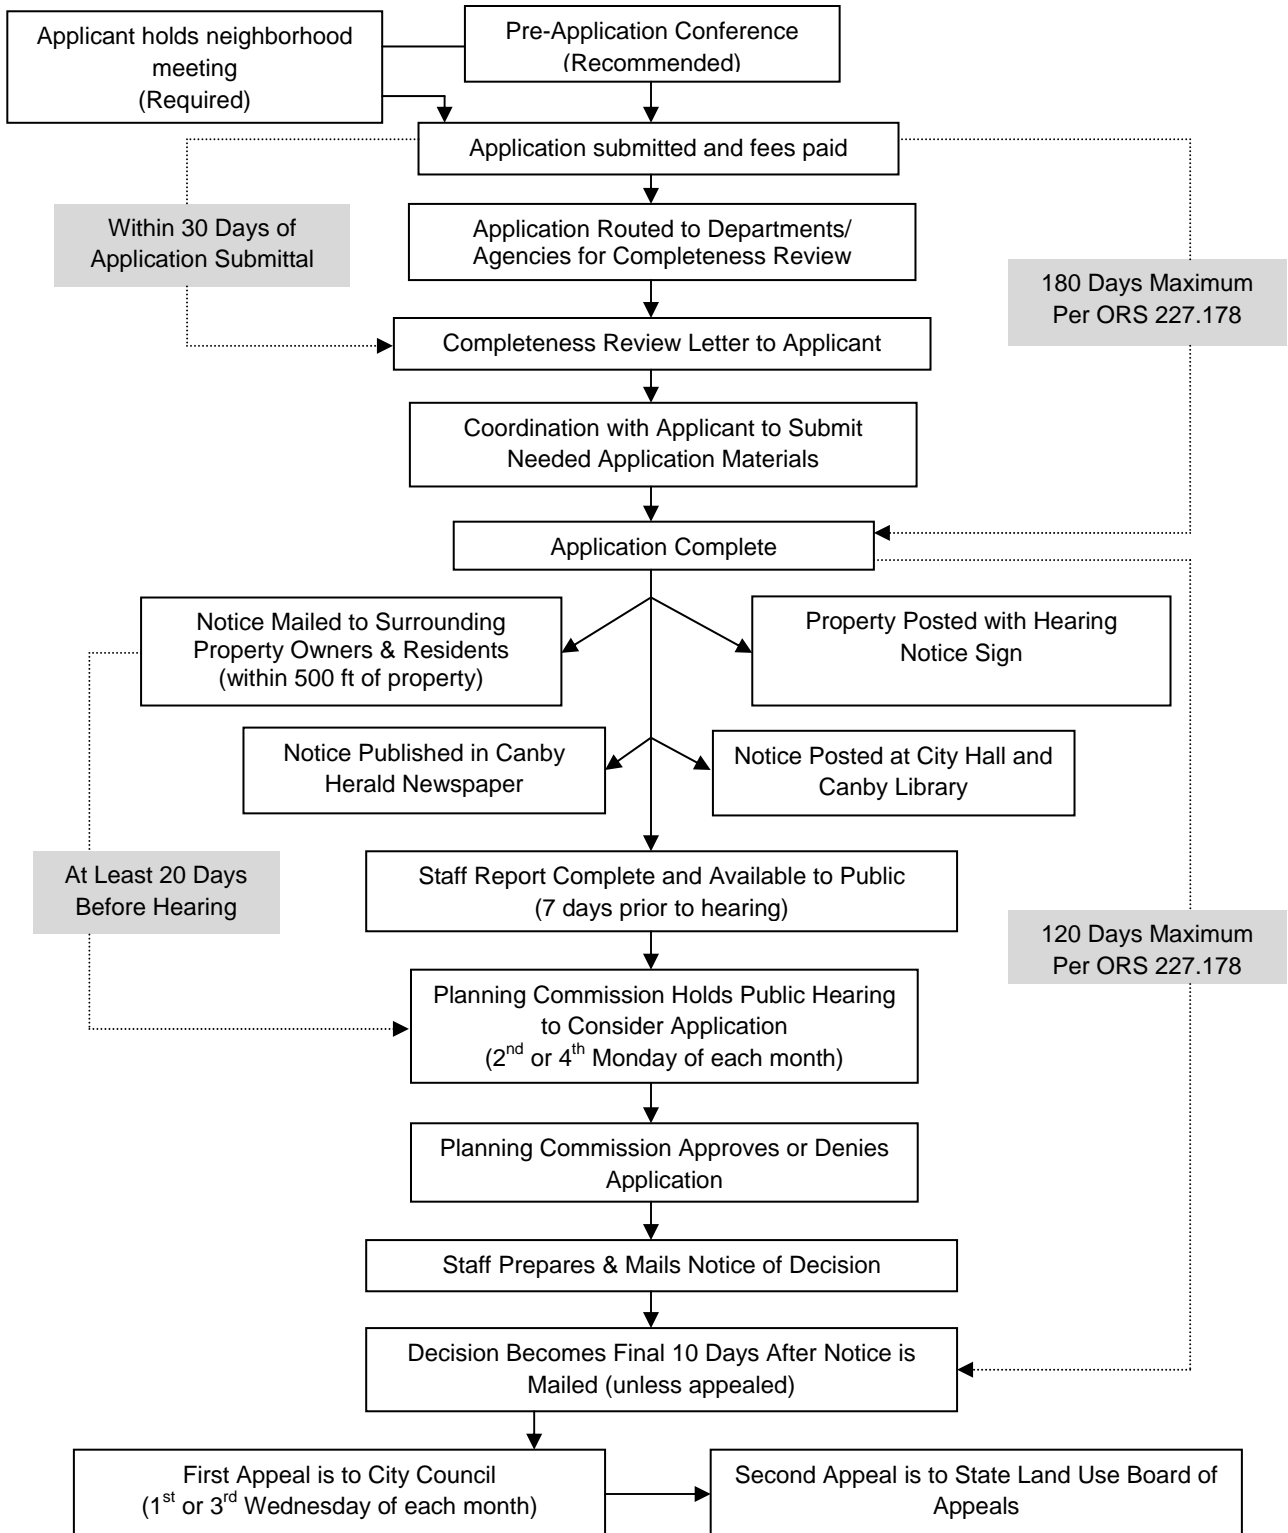 Applicant holds neighborhood
meeting
(Required)
Pre-Application Conference
(Recommended)
Application submitted and fees paid
Within 30 Days of
Application Submittal
Application Routed to Departments/
Agencies for Completeness Review
180 Days Maximum
Per ORS 227.178
Completeness Review Letter to Applicant
Coordination with Applicant to Submit
Needed Application Materials
Application Complete
Notice Mailed to Surrounding
Property Owners & Residents
(within 500 ft of property)
Property Posted with Hearing
Notice Sign
Notice Published in Canby
Herald Newspaper
Notice Posted at City Hall and
Canby Library
At Least 20 Days
Before Hearing
Staff Report Complete and Available to Public
(7 days prior to hearing)
120 Days Maximum
Per ORS 227.178
Planning Commission Holds Public Hearing
to Consider Application
(2nd or 4th Monday of each month)
Planning Commission Approves or Denies
Application
Staff Prepares & Mails Notice of Decision
Decision Becomes Final 10 Days After Notice is
Mailed (unless appealed)
First Appeal is to City Council
(1st or 3rd Wednesday of each month)
Second Appeal is to State Land Use Board of
Appeals